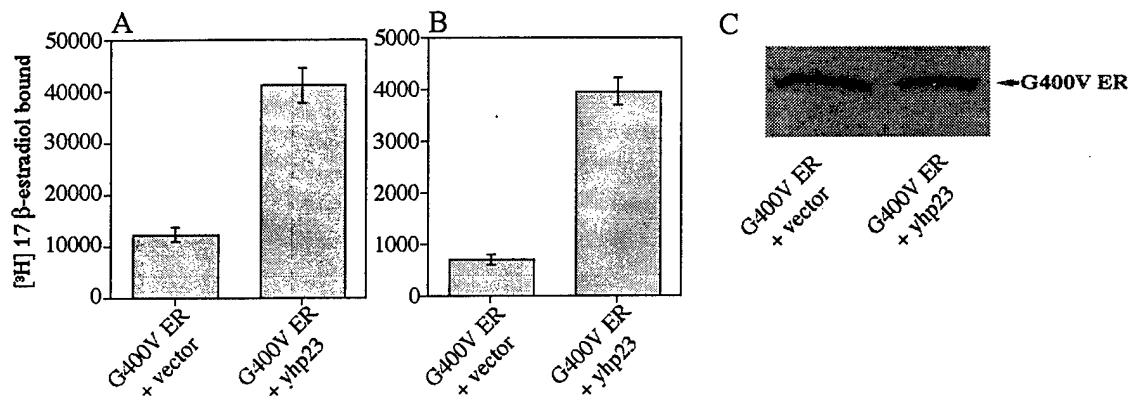 A
[³H] 17 β-estradiol bound
50000
40000
30000
20000
10000
0
G400V ER
+ vector
G400V ER
+ yhp23
B
5000
4000
3000
2000
1000
0
G400V ER
+ vector
G400V ER
+ yhp23
C
G400V ER
G400V ER
+ vector
G400V ER
+ yhp23